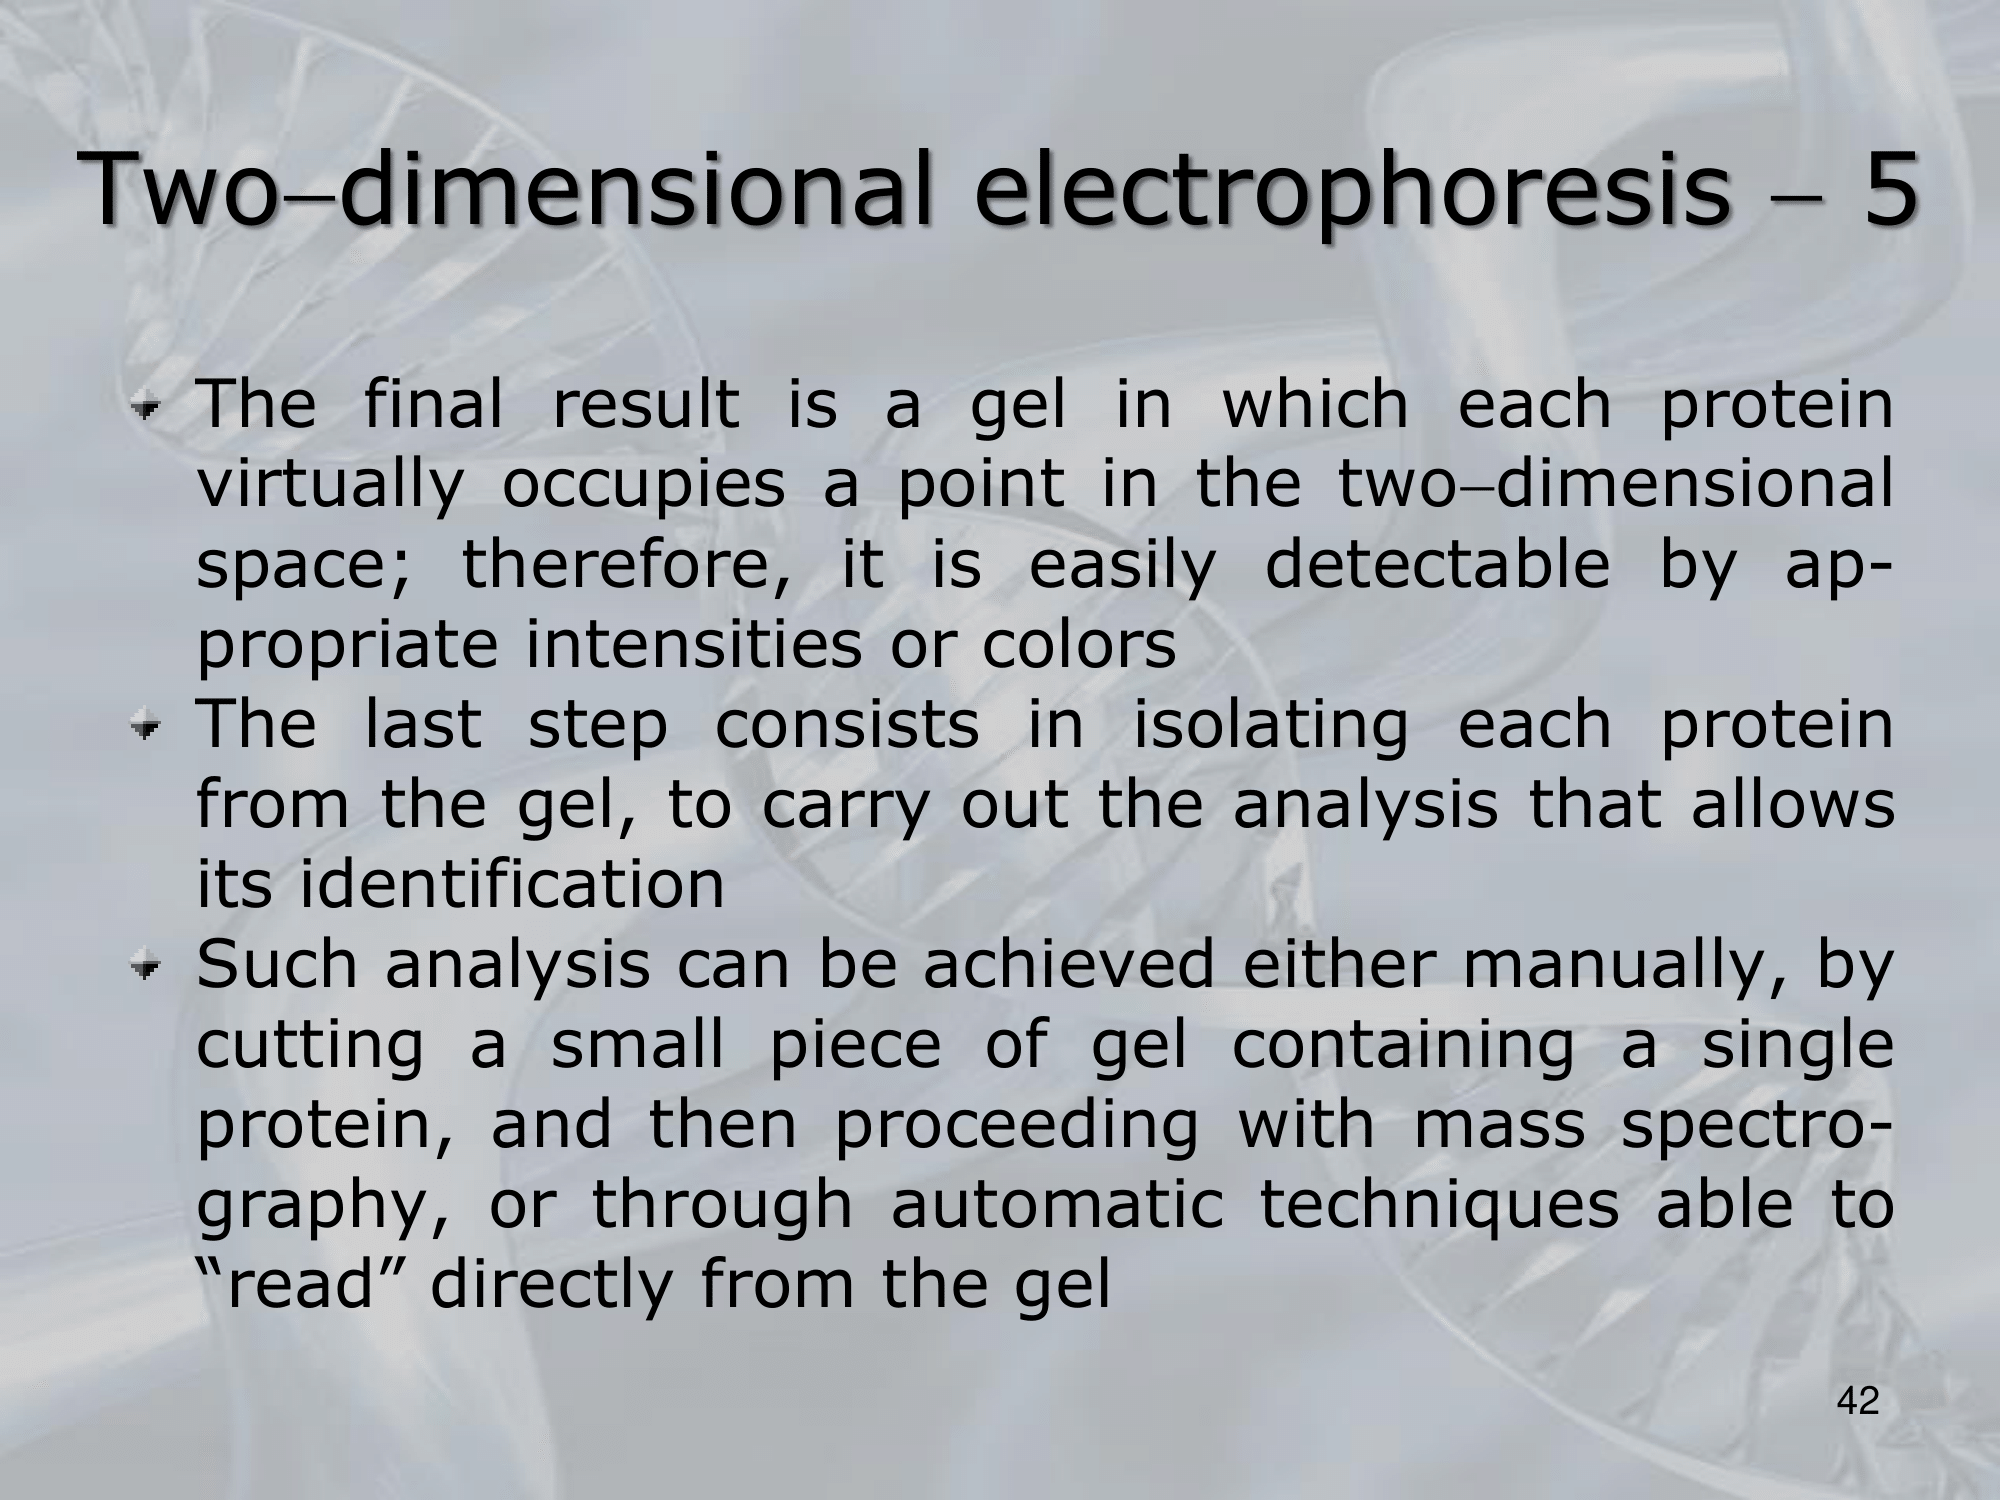 Two–dimensional electrophoresis – 5
The final result is a gel in which each protein
virtually occupies a point in the two–dimensional
space; therefore, it is easily detectable by ap-
propriate intensities or colors
The last step consists in isolating each protein
from the gel, to carry out the analysis that allows
its identification
Such analysis can be achieved either manually, by
cutting a small piece of gel containing a single
protein, and then proceeding with mass spectro-
graphy, or through automatic techniques able to
“read” directly from the gel
42